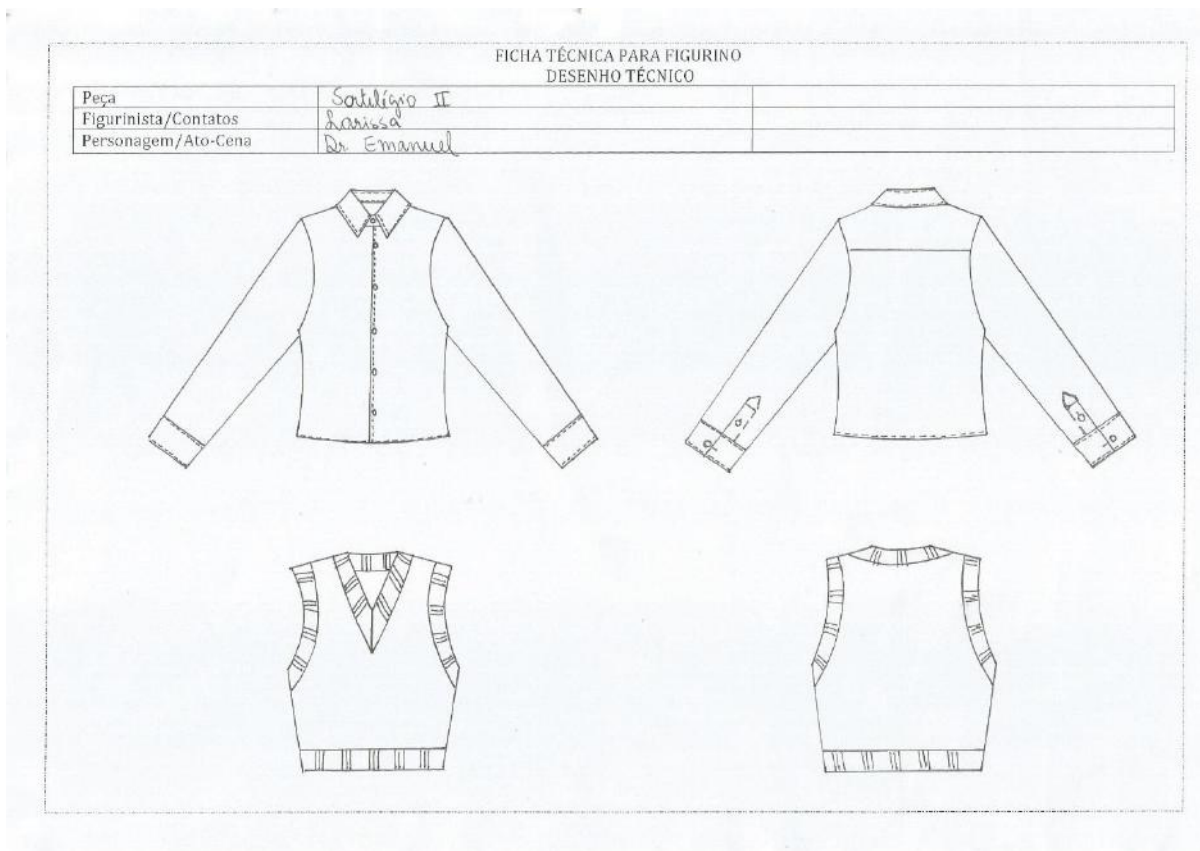 FICHA TÉCNICA PARA FIGURINO
DESENHO TÉCNICO
Peça Sortilégio II
Figurinista/Contatos Larissa
Personagem/Ato-Cena Dr Emanuel